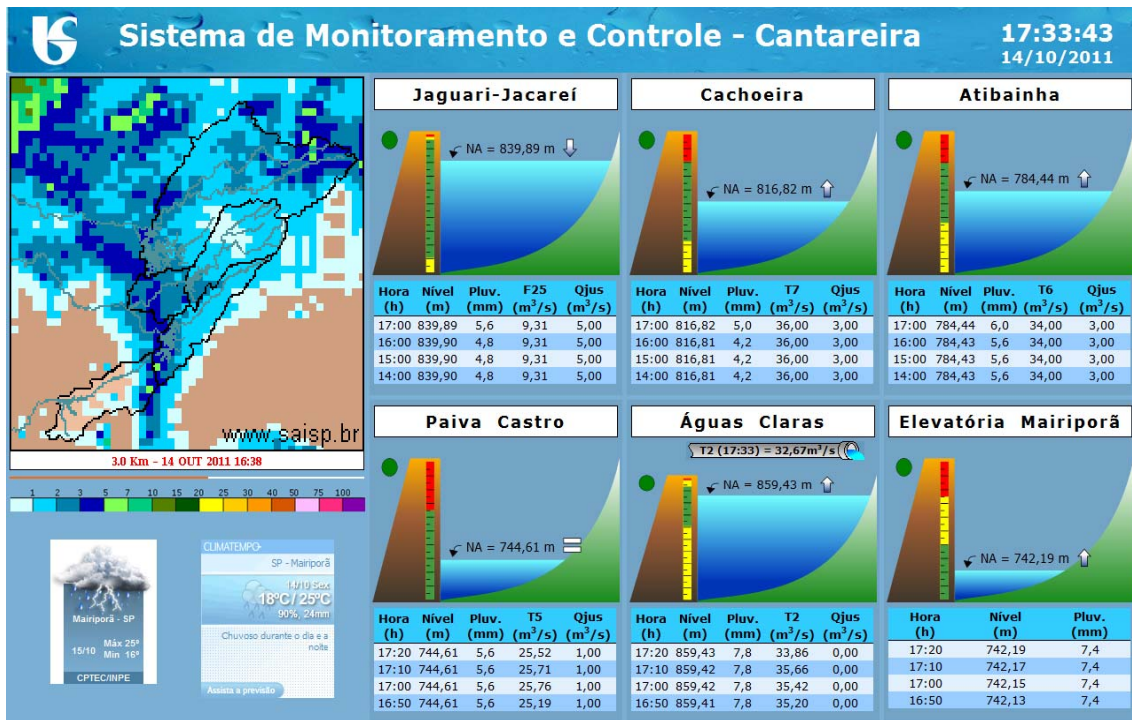 Sistema de Monitoramento e Controle - Cantareira
17:33:43
14/10/2011
www.saisp.br
3.0 Km - 14 OUT 2011 16:38
1 2 3 5 7 10 15 20 25 30 40 50 75 100
Mairiporã - SP
15/10
Máx 25º
Min 16º
CPTEC/INPE
CLIMATEMPO
SP - Mairiporã
14/10 Sex
18ºC / 25ºC
90%, 24mm
Chuvoso durante o dia e a
noite
Assista a previsão
Jaguari-Jacareí
NA = 839,89 m
Hora Nível Pluv. F25 Qjus
(h) (m) (mm) (m³/s) (m³/s)
17:00 839,89 5,6 9,31 5,00
16:00 839,90 4,8 9,31 5,00
15:00 839,90 4,8 9,31 5,00
14:00 839,90 4,8 9,31 5,00
Cachoeira
NA = 816,82 m
Hora Nível Pluv. T7 Qjus
(h) (m) (mm) (m³/s) (m³/s)
17:00 816,82 5,0 36,00 3,00
16:00 816,81 4,2 36,00 3,00
15:00 816,81 4,2 36,00 3,00
14:00 816,81 4,2 36,00 3,00
Atibainha
NA = 784,44 m
Hora Nível Pluv. T6 Qjus
(h) (m) (mm) (m³/s) (m³/s)
17:00 784,44 6,0 34,00 3,00
16:00 784,43 5,6 34,00 3,00
15:00 784,43 5,6 34,00 3,00
14:00 784,43 5,6 34,00 3,00
Paiva Castro
NA = 744,61 m
Hora Nível Pluv. T5 Qjus
(h) (m) (mm) (m³/s) (m³/s)
17:20 744,61 5,6 25,52 1,00
17:10 744,61 5,6 25,71 1,00
17:00 744,61 5,6 25,76 1,00
16:50 744,61 5,6 25,19 1,00
Águas Claras
T2 (17:33) = 32,67m³/s
NA = 859,43 m
Hora Nível Pluv. T2 Qjus
(h) (m) (mm) (m³/s) (m³/s)
17:20 859,43 7,8 33,86 0,00
17:10 859,42 7,8 35,66 0,00
17:00 859,42 7,8 35,42 0,00
16:50 859,41 7,8 35,20 0,00
Elevatória Mairiporã
NA = 742,19 m
Hora Nível Pluv.
(h) (m) (mm)
17:20 742,19 7,4
17:10 742,17 7,4
17:00 742,15 7,4
16:50 742,13 7,4